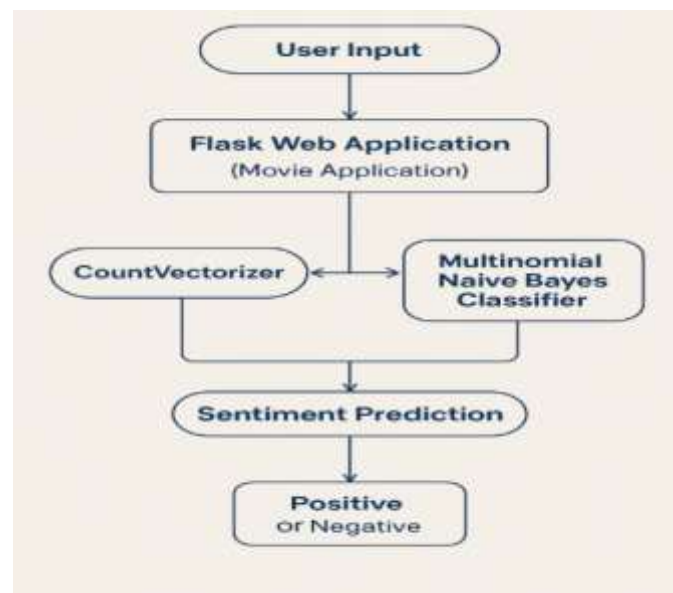 User Input
Flask Web Application
(Movie Application)
CountVectorizer
Multinomial
Naive Bayes
Classifier
Sentiment Prediction
Positive
or Negative